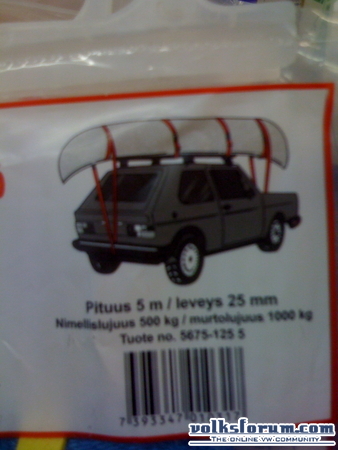 Pituus 5 m / leveys 25 mm
Nimellislujuus 500 kg / murtolujuus 1000 kg
Tuote no. 5675-125 5
volksforum.com
THE ONLINE VW COMMUNITY